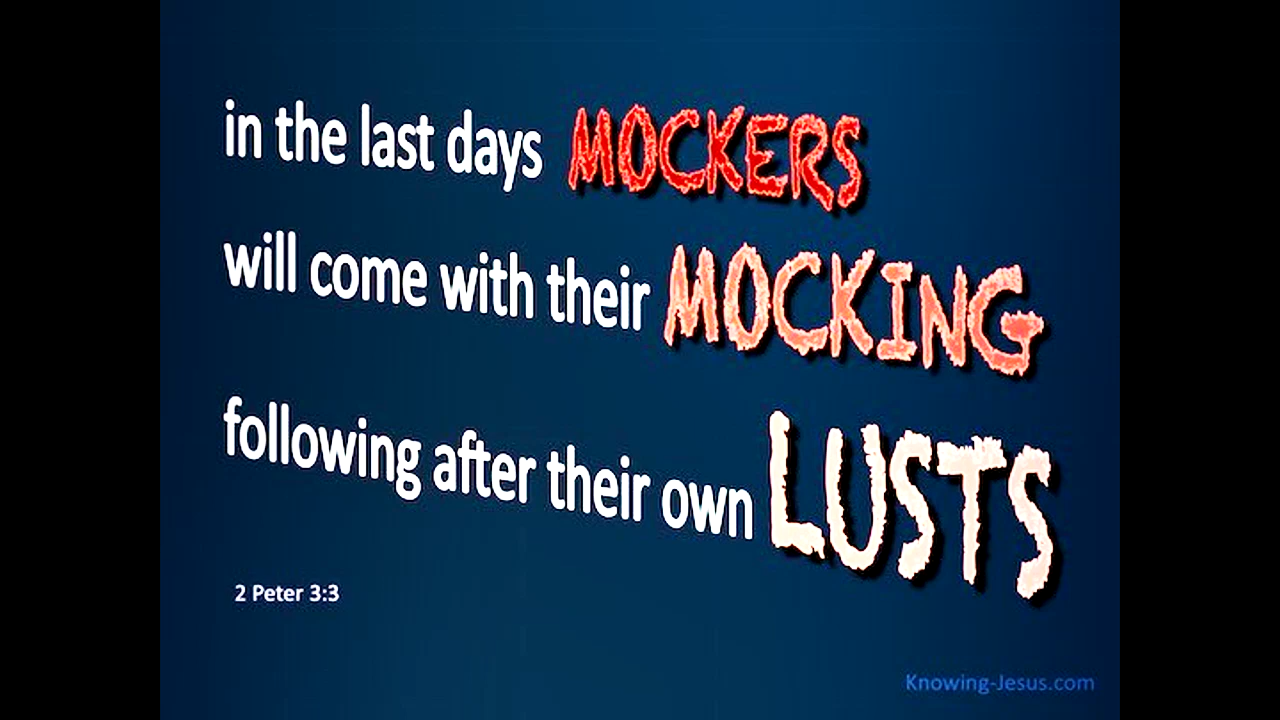 in the last days MOCKERS
will come with their MOCKING
following after their own LUSTS
2 Peter 3:3
Knowing-Jesus.com